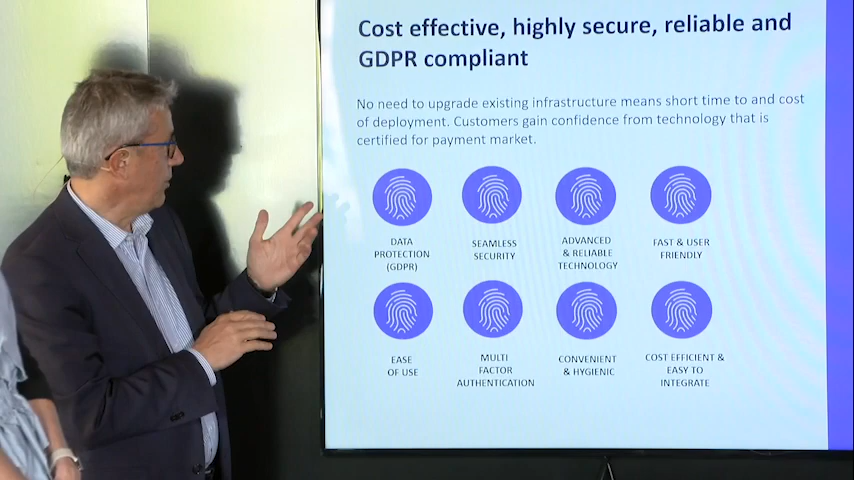 Cost effective, highly secure, reliable and
GDPR compliant
No need to upgrade existing infrastructure means short time to and cost
of deployment. Customers gain confidence from technology that is
certified for payment market.
DATA
PROTECTION
(GDPR)
SEAMLESS
SECURITY
ADVANCED
& RELIABLE
TECHNOLOGY
FAST & USER
FRIENDLY
EASE
OF USE
MULTI
FACTOR
AUTHENTICATION
CONVENIENT
& HYGIENIC
COST EFFICIENT &
EASY TO
INTEGRATE